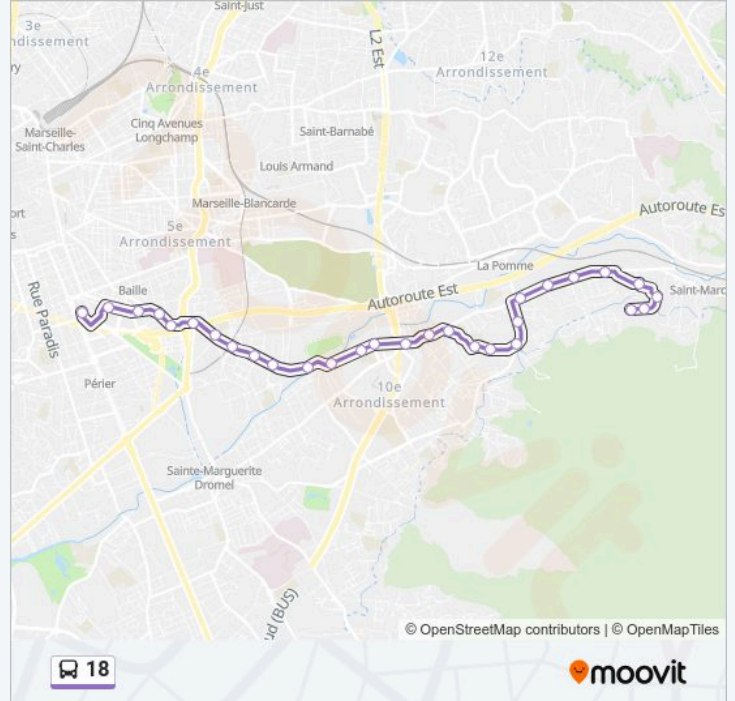 Saint-Just
3e
ndissement
L2 Est
12e
Arrondissement
ry
4e
Arrondissement
Cinq Avenues
Longchamp
Marseille-
Saint-Charles
Saint-Barnabé
Louis Armand
Marseille-Blancarde
ort
s
5e
Arrondissement
Autoroute Es
La Pomme
Rue Paradis
Baille
Autoroute Est
Saint-Marc
Périer
10e
Arrondissement
Sainte-Marguerite
Dromel
ud (BUS)
© OpenStreetMap contributors | © OpenMapTiles
18
moovit